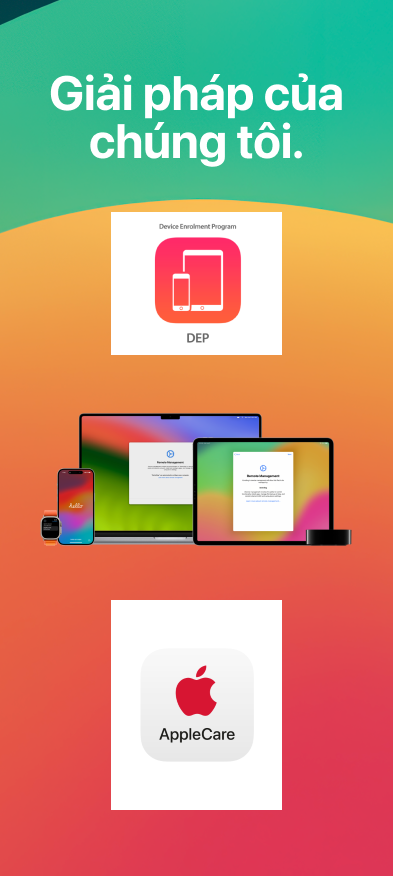 Giải pháp của
chúng tôi.
Device Enrolment Program
DEP
Remote Management
Remote Management
hello
AppleCare